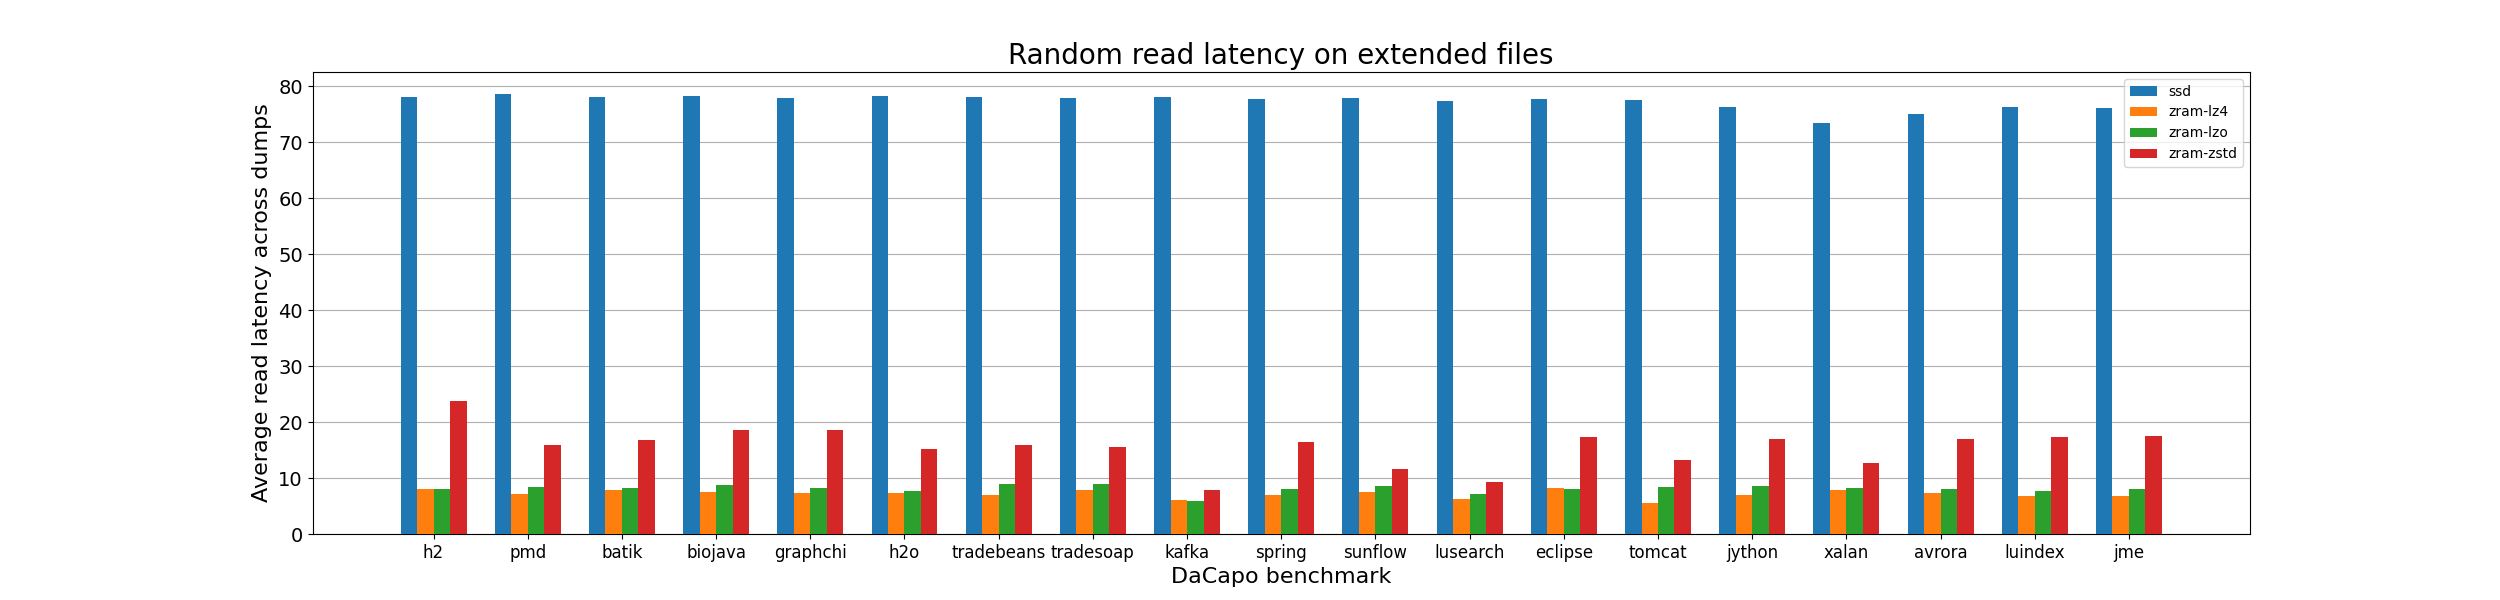 Random read latency on extended files
Average read latency across dumps
80
70
60
50
40
30
20
10
0
ssd
zram-lz4
zram-lzo
zram-zstd
h2 pmd batik biojava graphchi h2o tradebeans tradesoap kafka spring sunflow lusearch eclipse tomcat jython xalan avrora luindex jme
DaCapo benchmark